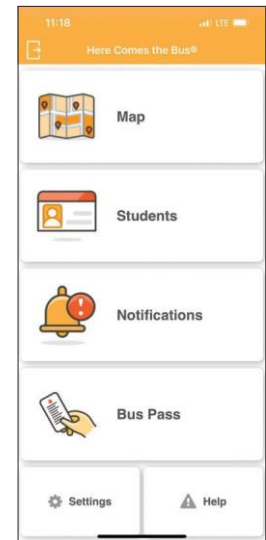 11:18 LTE
Here Comes the Bus®
Map
Students
Notifications
Bus Pass
Settings Help